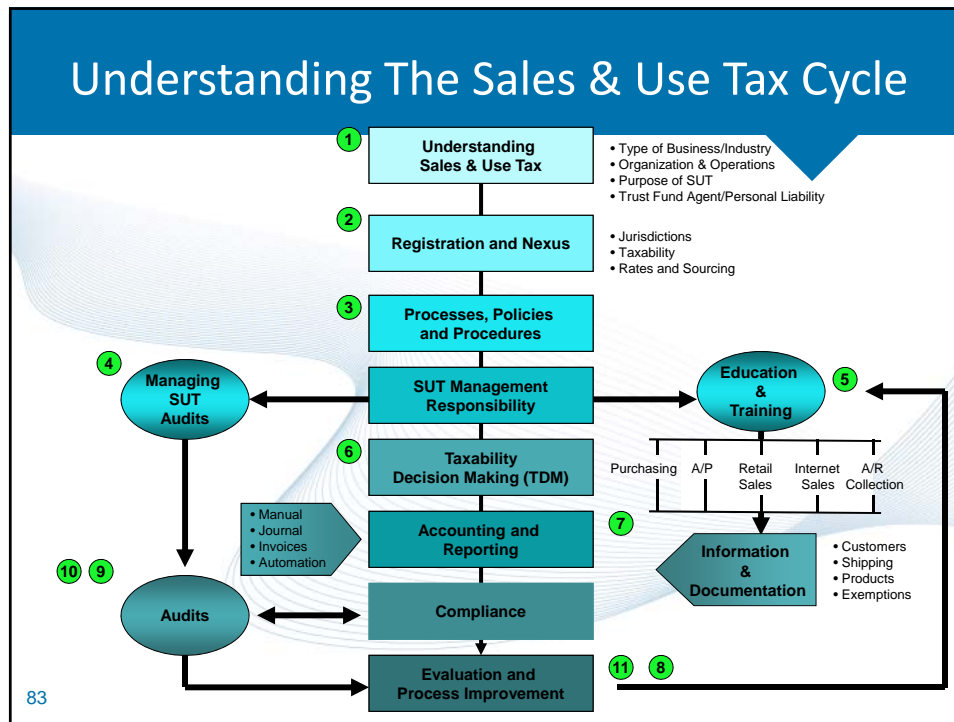 Understanding The Sales & Use Tax Cycle
1
Understanding
Sales & Use Tax
• Type of Business/Industry
• Organization & Operations
• Purpose of SUT
• Trust Fund Agent/Personal Liability
2
Registration and Nexus
• Jurisdictions
• Taxability
• Rates and Sourcing
3
Processes, Policies
and Procedures
4
Managing
SUT
Audits
SUT Management
Responsibility
Education
&
Training
5
6
Taxability
Decision Making (TDM)
Purchasing
A/P
Retail
Sales
Internet
Sales
A/R
Collection
• Manual
• Journal
• Invoices
• Automation
Accounting and
Reporting
7
Information
&
Documentation
• Customers
• Shipping
• Products
• Exemptions
10
9
Audits
Compliance
Evaluation and
Process Improvement
11
8
83